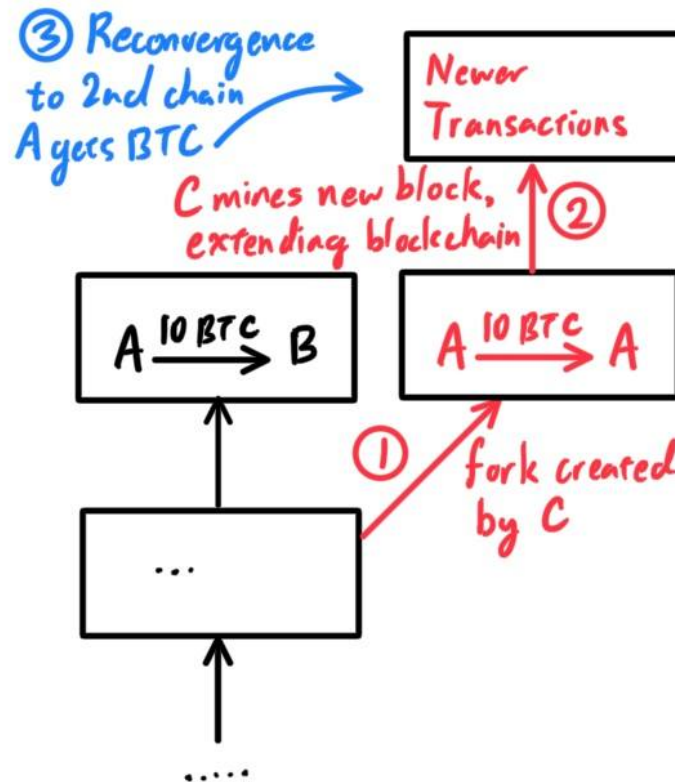 ③ Reconvergence
to 2nd chain
A gets BTC
Newer
Transactions
C mines new block,
extending blockchain
②
A 10 BTC B
A 10 BTC A
①
fork created
by C
...
.....